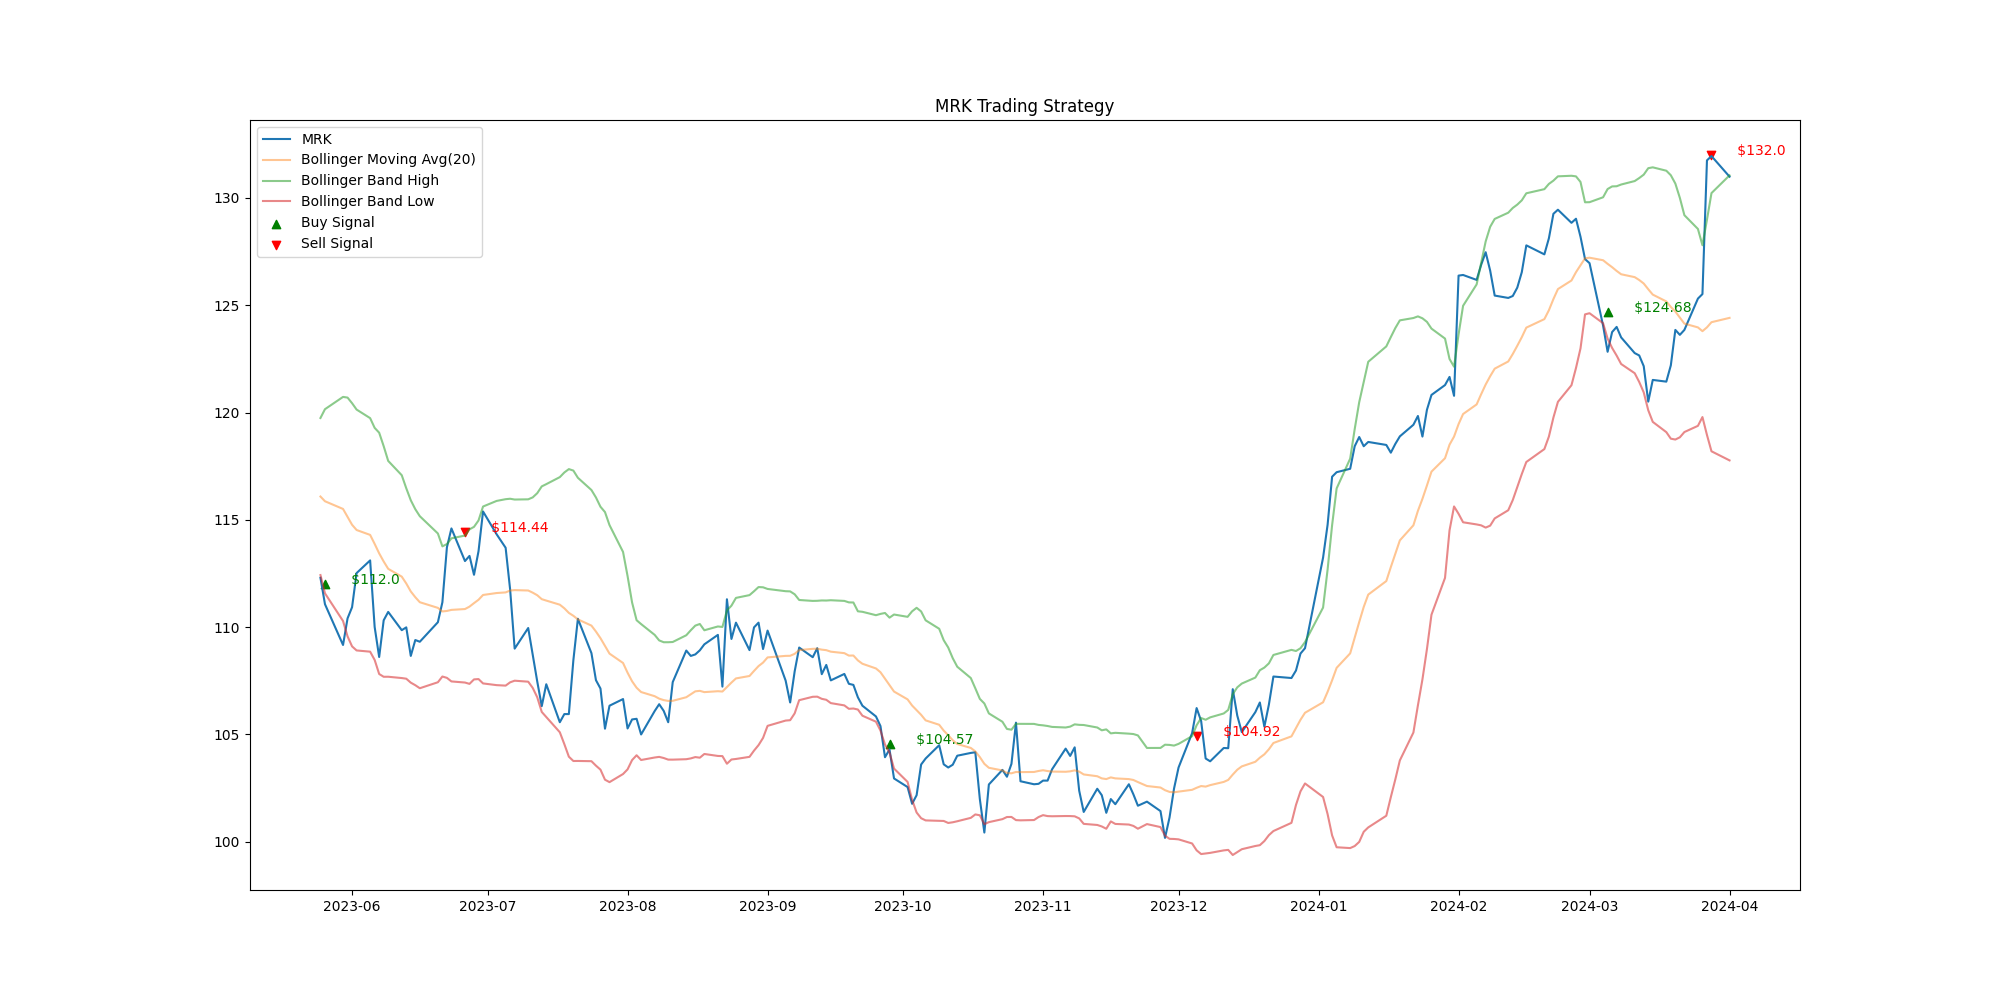 MRK Trading Strategy
MRK
Bollinger Moving Avg(20)
Bollinger Band High
Bollinger Band Low
Buy Signal
Sell Signal
$132.0
$124.68
$114.44
$112.0
$104.57
$104.92
130
125
120
115
110
105
100
2023-06 2023-07 2023-08 2023-09 2023-10 2023-11 2023-12 2024-01 2024-02 2024-03 2024-04